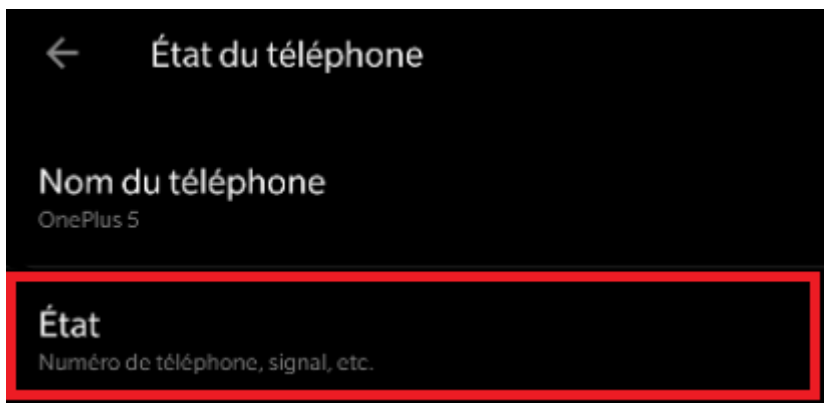 État du téléphone
Nom du téléphone
OnePlus 5
État
Numéro de téléphone, signal, etc.